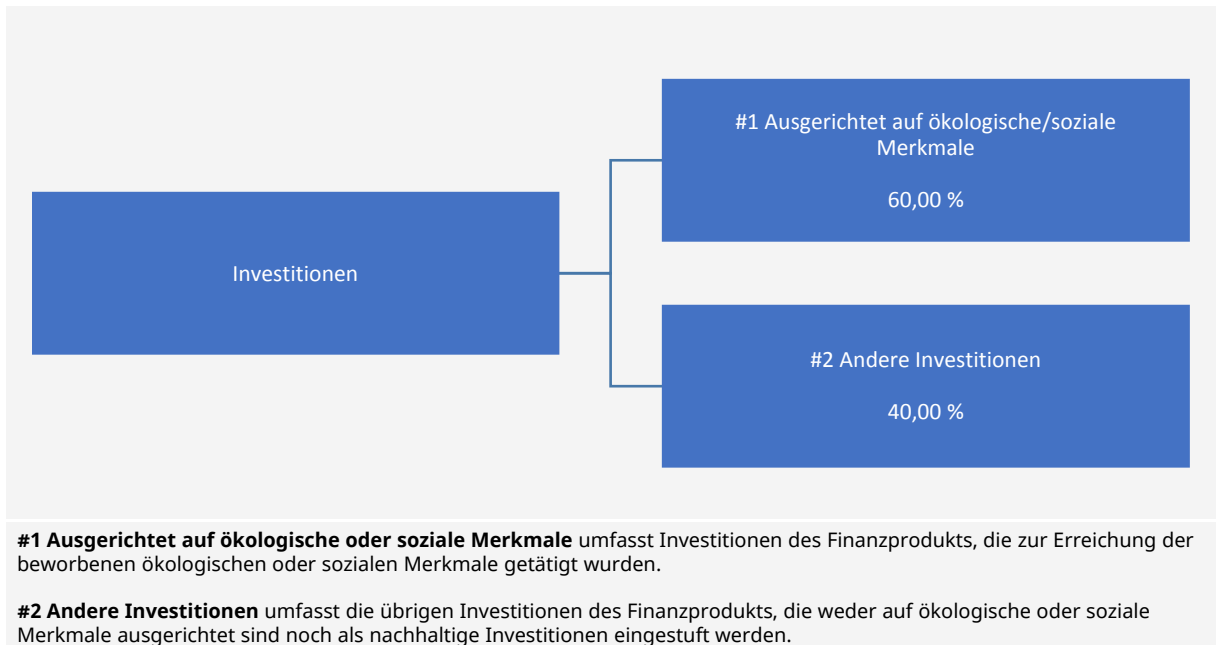 #1 Ausgerichtet auf ökologische/soziale
Merkmale
60,00 %
Investitionen
#2 Andere Investitionen
40,00 %
#1 Ausgerichtet auf ökologische oder soziale Merkmale umfasst Investitionen des Finanzprodukts, die zur Erreichung der
beworbenen ökologischen oder sozialen Merkmale getätigt wurden.
#2 Andere Investitionen umfasst die übrigen Investitionen des Finanzprodukts, die weder auf ökologische oder soziale
Merkmale ausgerichtet sind noch als nachhaltige Investitionen eingestuft werden.